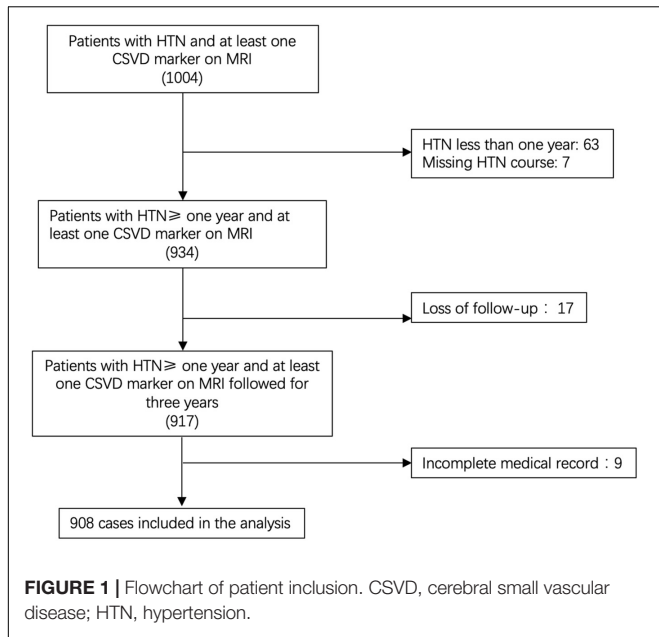 Patients with HTN and at least one
CSVD marker on MRI
(1004)
HTN less than one year: 63
Missing HTN course: 7
Patients with HTN≥ one year and at
least one CSVD marker on MRI
(934)
Loss of follow-up： 17
Patients with HTN≥ one year and at least
one CSVD marker on MRI followed for
three years
(917)
Incomplete medical record：9
908 cases included in the analysis
FIGURE 1 | Flowchart of patient inclusion. CSVD, cerebral small vascular
disease; HTN, hypertension.